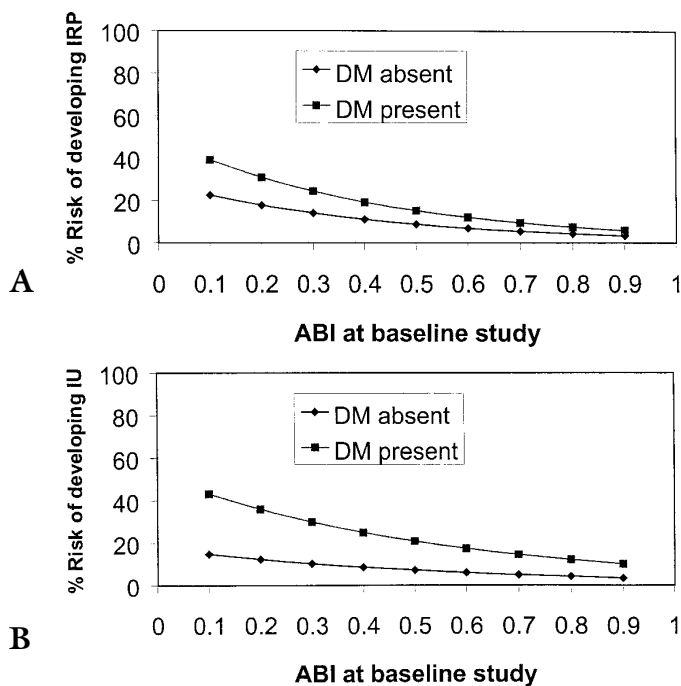 % Risk of developing IRP
100
80
60
40
20
0
DM absent
DM present
0 0.1 0.2 0.3 0.4 0.5 0.6 0.7 0.8 0.9 1
A
ABI at baseline study
% Risk of developing IU
100
80
60
40
20
0
DM absent
DM present
0 0.1 0.2 0.3 0.4 0.5 0.6 0.7 0.8 0.9 1
B
ABI at baseline study